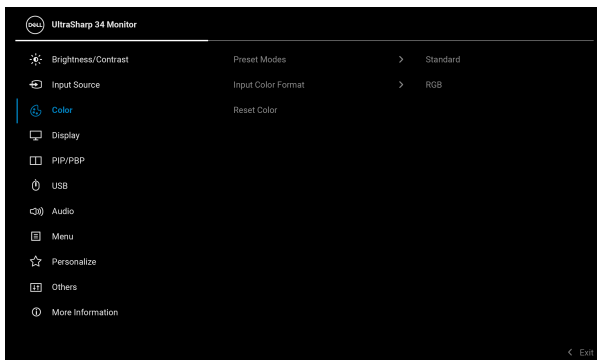 DELL UltraSharp 34 Monitor
Brightness/Contrast Preset Modes > Standard
Input Source Input Color Format > RGB
Color Reset Color
Display
PIP/PBP
USB
Audio
Menu
Personalize
Others
More Information
< Exit